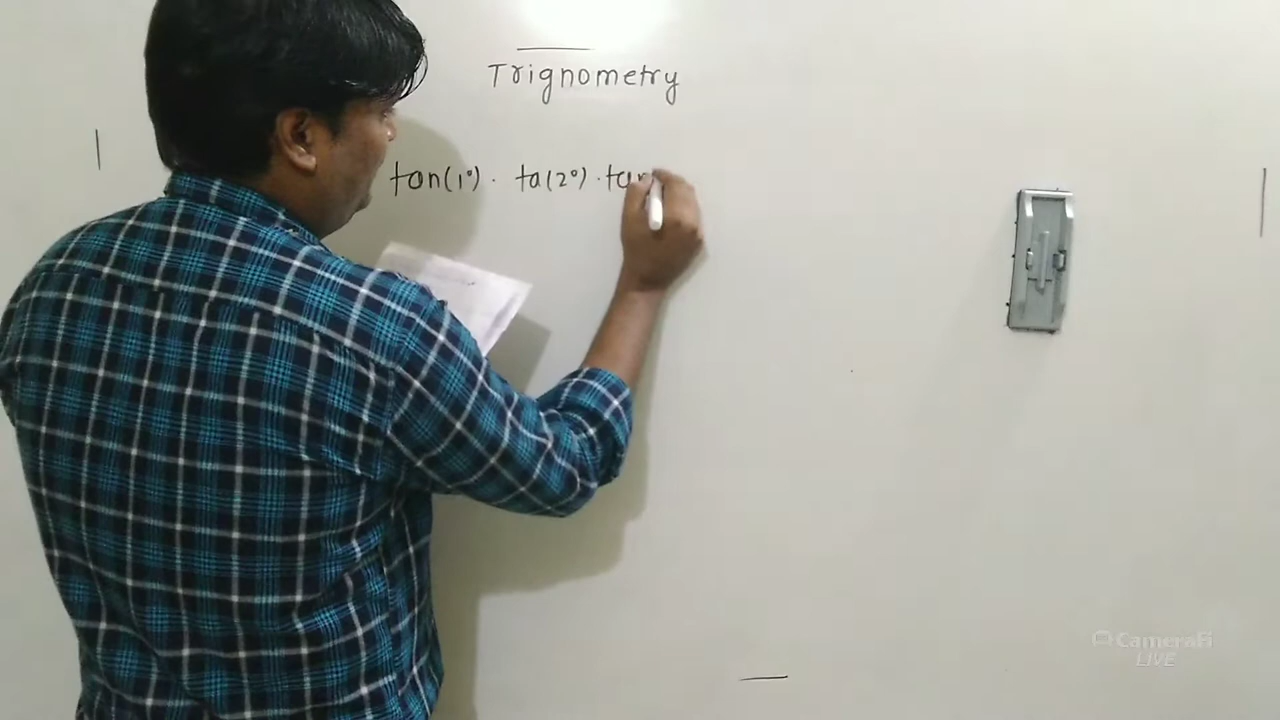 Trignometry
tan(1°) . ta(2°) . tan
CameraFi
LIVE